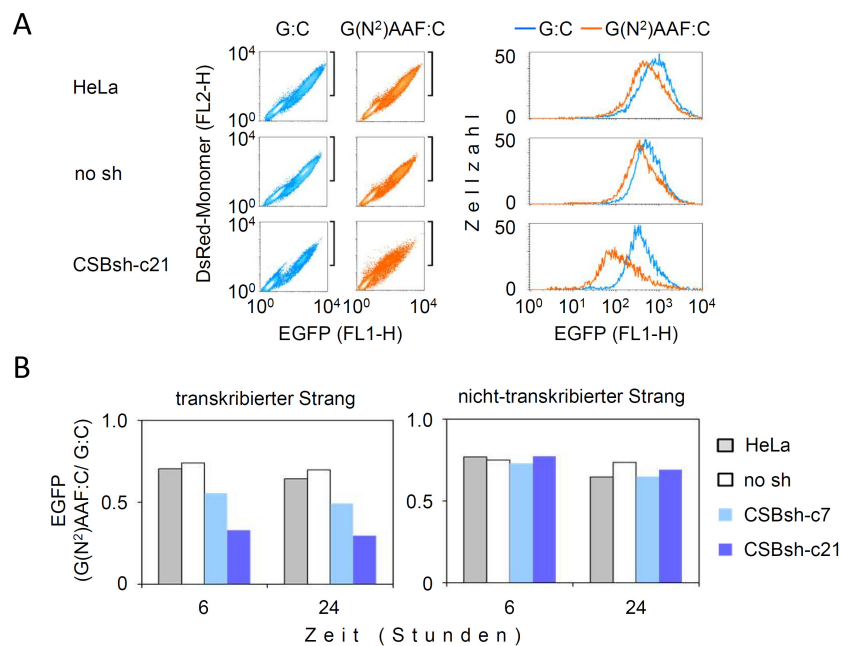 A
G:C
G(N²)AAF:C
G:C
G(N²)AAF:C
HeLa
no sh
CSBsh-c21
DsRed-Monomer (FL2-H)
10⁴
10⁰
10⁴
10⁰
10⁴
10⁰
10⁰
10⁴
10⁰
10⁴
EGFP (FL1-H)
Zellzahl
50
0
50
0
50
0
10⁰ 10¹ 10² 10³ 10⁴
EGFP (FL1-H)
B
transkribierter Strang
nicht-transkribierter Strang
EGFP
(G(N²)AAF:C/ G:C)
1.0
0.5
0
6
24
1.0
0.5
0
6
24
Zeit (Stunden)
HeLa
no sh
CSBsh-c7
CSBsh-c21